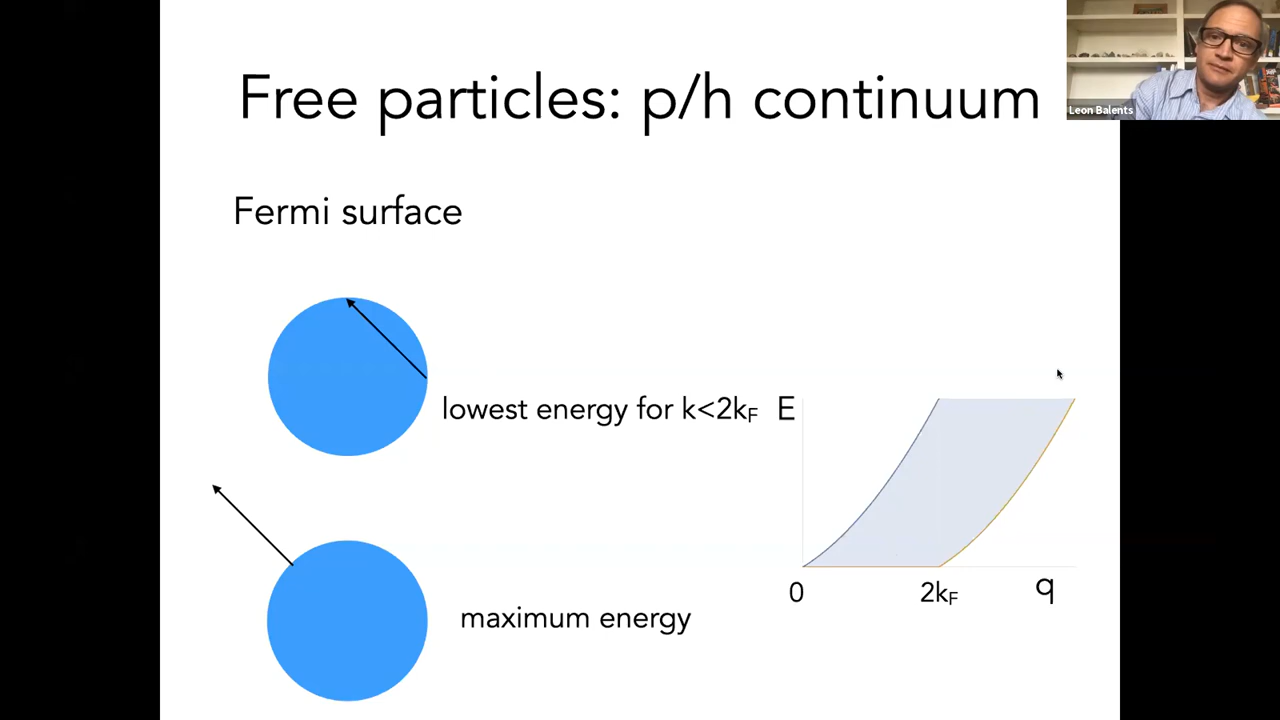 Free particles: p/h continuum
Leon Balents
Fermi surface
lowest energy for k<2kF
E
0
2kF
q
maximum energy